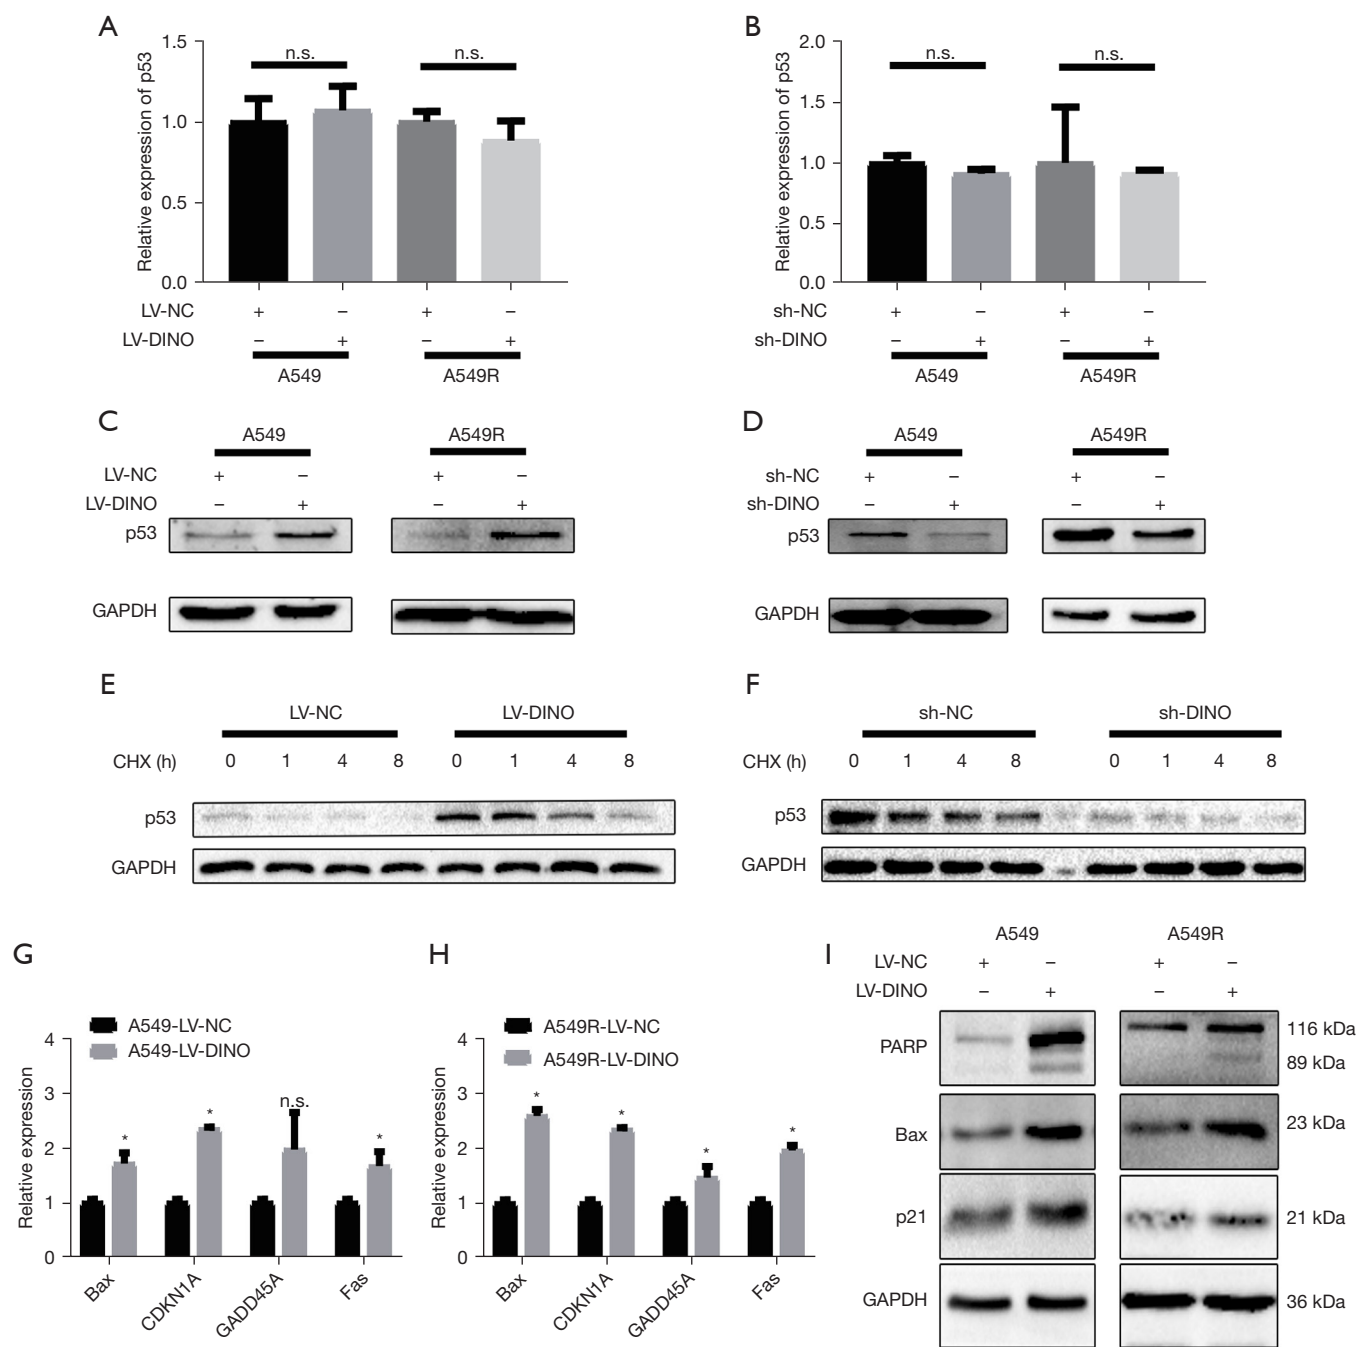 A
Relative expression of p53
1.5
1.0
0.5
0.0
n.s.
n.s.
LV-NC + – + –
LV-DINO – + – +
A549 A549R
B
Relative expression of p53
2.0
1.5
1.0
0.5
0.0
n.s.
n.s.
sh-NC + – + –
sh-DINO – + – +
A549 A549R
C
A549 A549R
LV-NC + – + –
LV-DINO – + – +
p53
GAPDH
D
A549 A549R
sh-NC + – + –
sh-DINO – + – +
p53
GAPDH
E
LV-NC LV-DINO
CHX (h) 0 1 4 8 0 1 4 8
p53
GAPDH
F
sh-NC sh-DINO
CHX (h) 0 1 4 8 0 1 4 8
p53
GAPDH
G
A549-LV-NC
A549-LV-DINO
Relative expression
4
3
2
1
0
* * n.s. *
Bax CDKN1A GADD45A Fas
H
A549R-LV-NC
A549R-LV-DINO
Relative expression
4
3
2
1
0
* * * *
Bax CDKN1A GADD45A Fas
I
A549 A549R
LV-NC + – + –
LV-DINO – + – +
PARP 116 kDa
89 kDa
Bax 23 kDa
p21 21 kDa
GAPDH 36 kDa